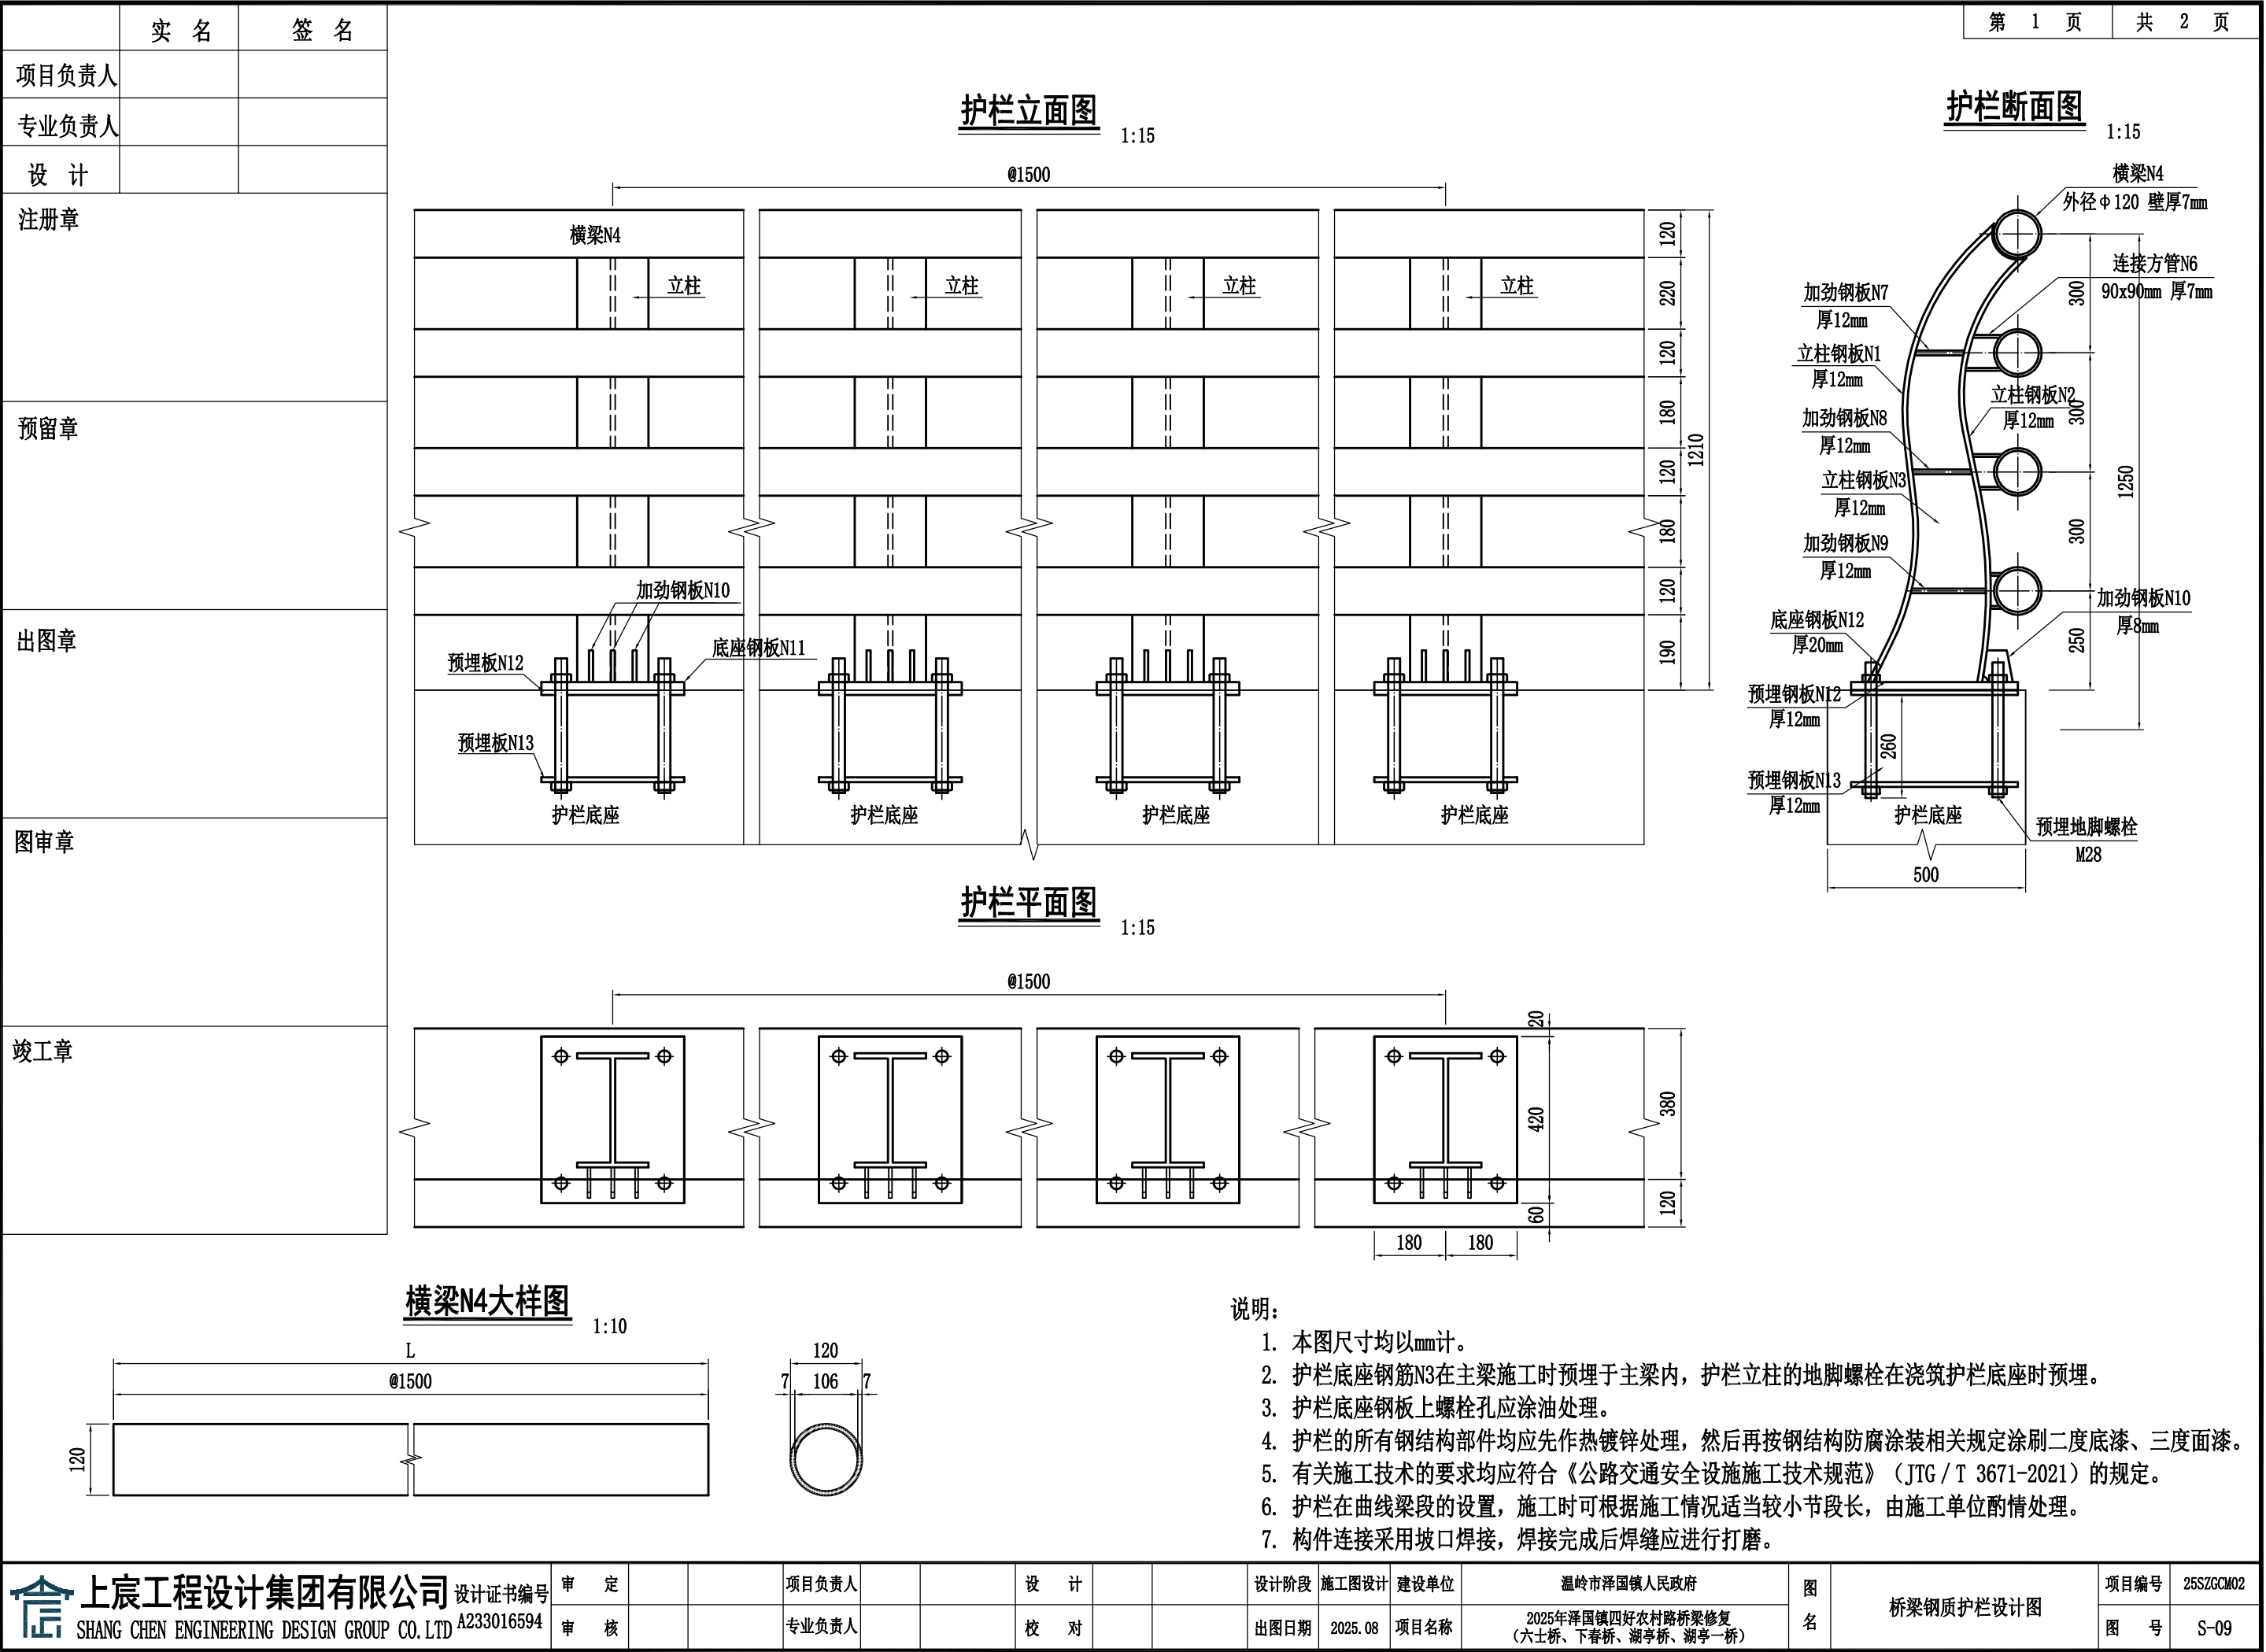 实 名 签 名
项目负责人
专业负责人
设 计
注册章
预留章
出图章
图审章
竣工章
第 1 页 共 2 页
护栏立面图 1:15
@1500
横梁N4
立柱 立柱 立柱 立柱
加劲钢板N10
底座钢板N11
预埋板N12
预埋板N13
护栏底座 护栏底座 护栏底座 护栏底座
120
220
120
180
120
180
120
190
1210
护栏断面图 1:15
横梁N4
外径φ120 壁厚7mm
连接方管N6
90x90mm 厚7mm
加劲钢板N7
厚12mm
立柱钢板N1
厚12mm
立柱钢板N2
厚12mm
加劲钢板N8
厚12mm
立柱钢板N3
厚12mm
加劲钢板N9
厚12mm
加劲钢板N10
厚8mm
底座钢板N12
厚20mm
预埋钢板N12
厚12mm
预埋钢板N13
厚12mm
护栏底座
预埋地脚螺栓
M28
300
300
300
250
1250
260
500
护栏平面图 1:15
@1500
20
420
60
380
120
180 180
横梁N4大样图 1:10
L
@1500
120
120
7 106 7
说明:
1. 本图尺寸均以mm计。
2. 护栏底座钢筋N3在主梁施工时预埋于主梁内，护栏立柱的地脚螺栓在浇筑护栏底座时预埋。
3. 护栏底座钢板上螺栓孔应涂油处理。
4. 护栏的所有钢结构部件均应先作热镀锌处理，然后再按钢结构防腐涂装相关规定涂刷二度底漆、三度面漆。
5. 有关施工技术的要求均应符合《公路交通安全设施施工技术规范》（JTG／T 3671-2021）的规定。
6. 护栏在曲线梁段的设置，施工时可根据施工情况适当较小节段长，由施工单位酌情处理。
7. 构件连接采用坡口焊接，焊接完成后焊缝应进行打磨。
上宸工程设计集团有限公司
SHANG CHEN ENGINEERING DESIGN GROUP CO.LTD
设计证书编号
A233016594
审 定 项目负责人 设 计 设计阶段 施工图设计 建设单位 温岭市泽国镇人民政府
审 核 专业负责人 校 对 出图日期 2025.08 项目名称 2025年泽国镇四好农村路桥梁修复
（六士桥、下春桥、湖亭桥、湖亭一桥）
图名 桥梁钢质护栏设计图
项目编号 25SZGCM02
图 号 S-09